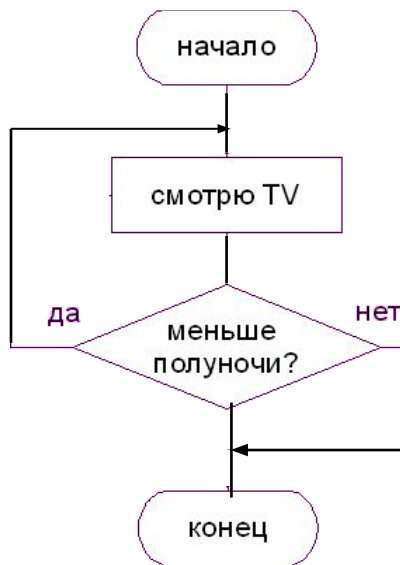 начало
смотрю TV
да
нет
меньше
полуночи?
конец